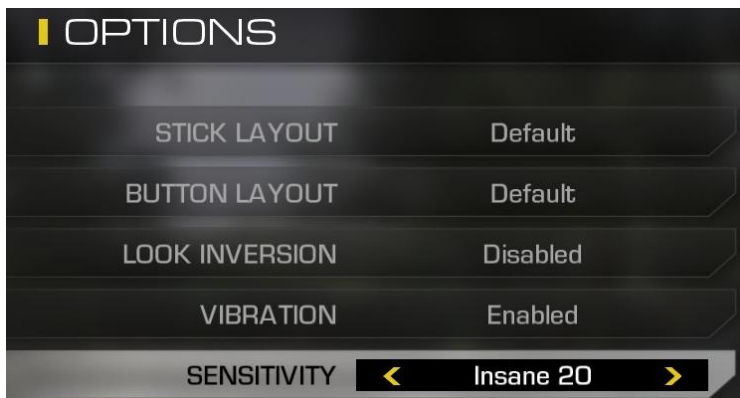 OPTIONS
STICK LAYOUT Default
BUTTON LAYOUT Default
LOOK INVERSION Disabled
VIBRATION Enabled
SENSITIVITY < Insane 20 >